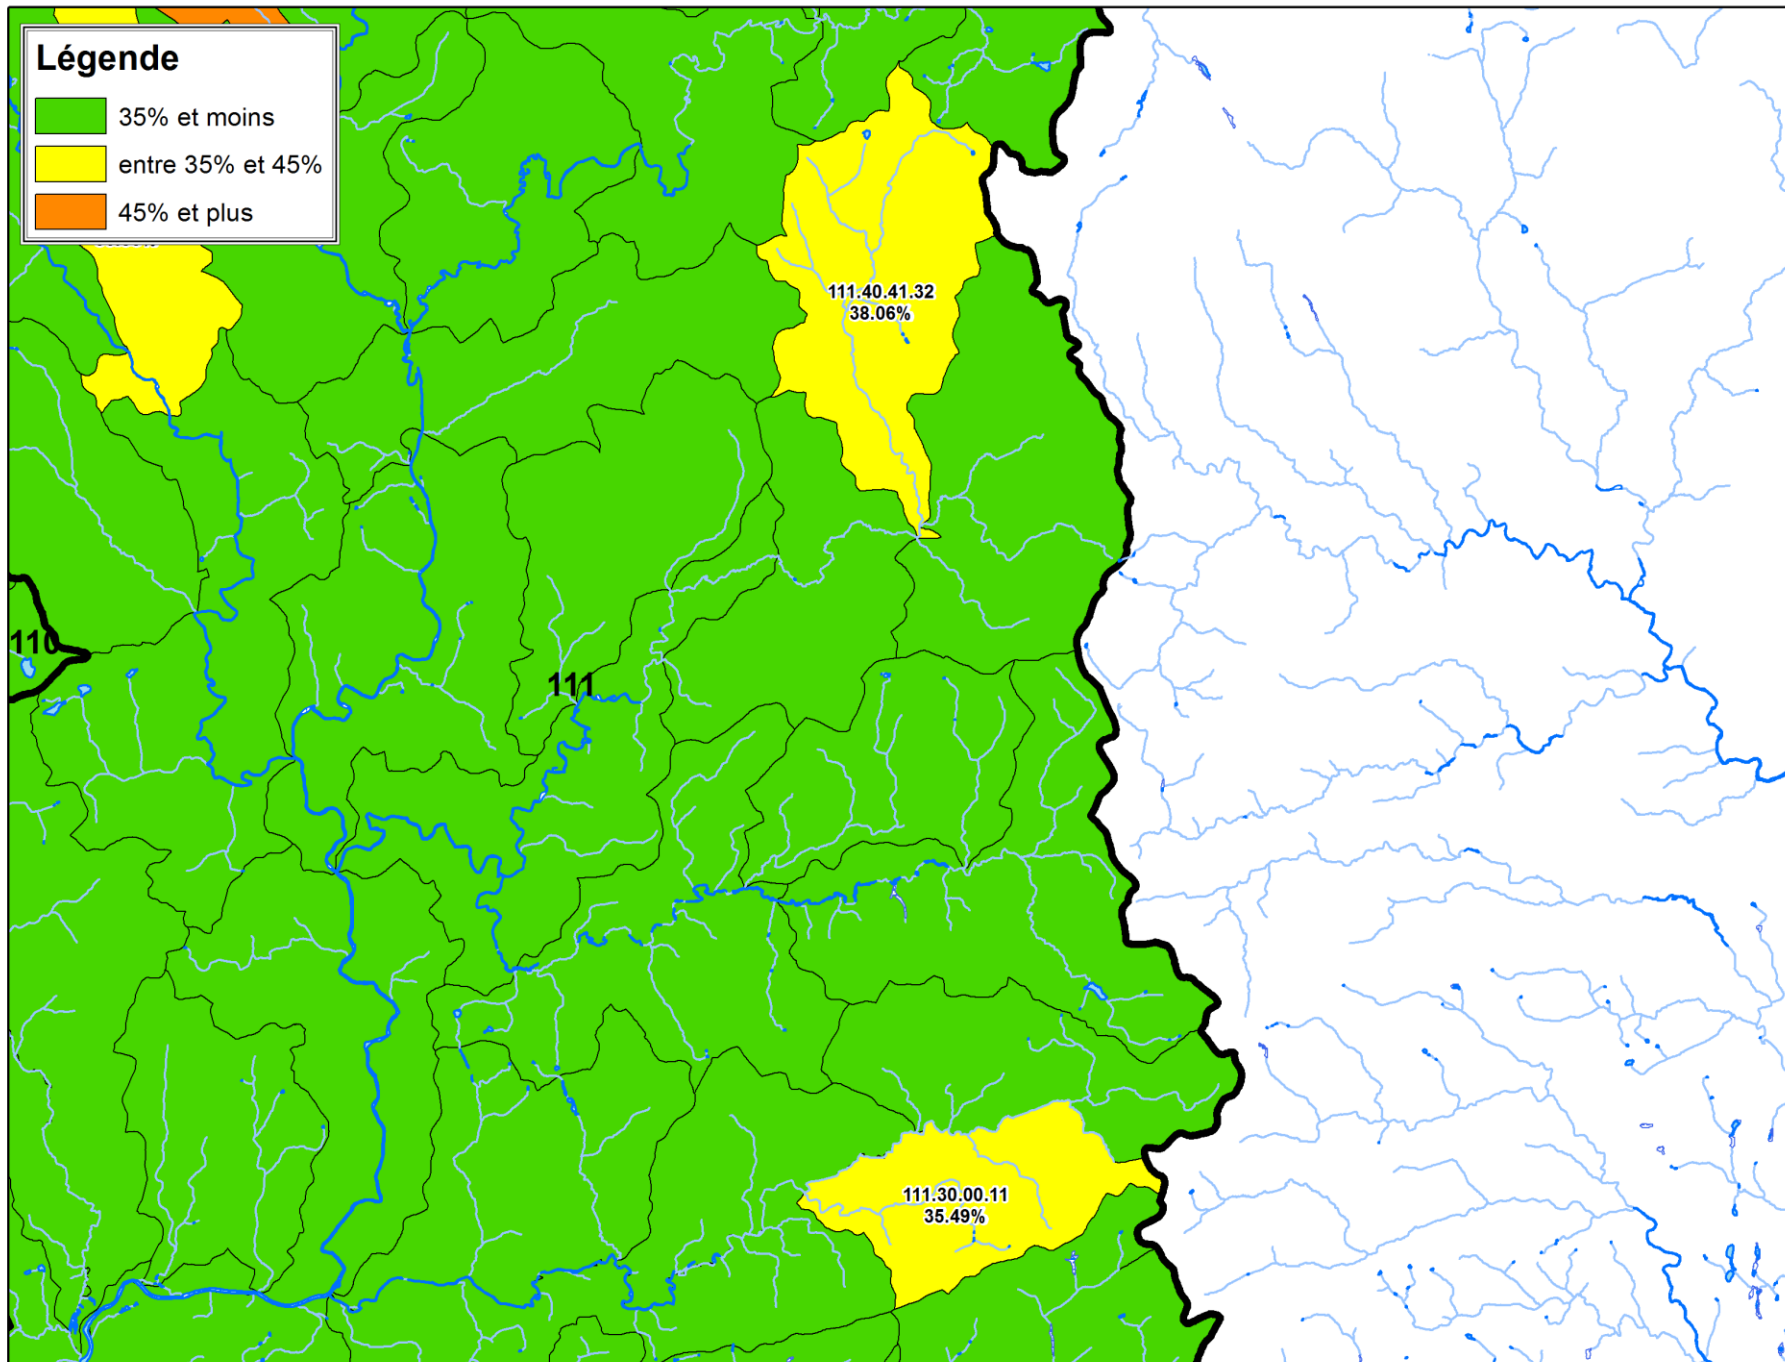 Légende
35% et moins
entre 35% et 45%
45% et plus
111.40.41.32
38.06%
110
111
111.30.00.11
35.49%